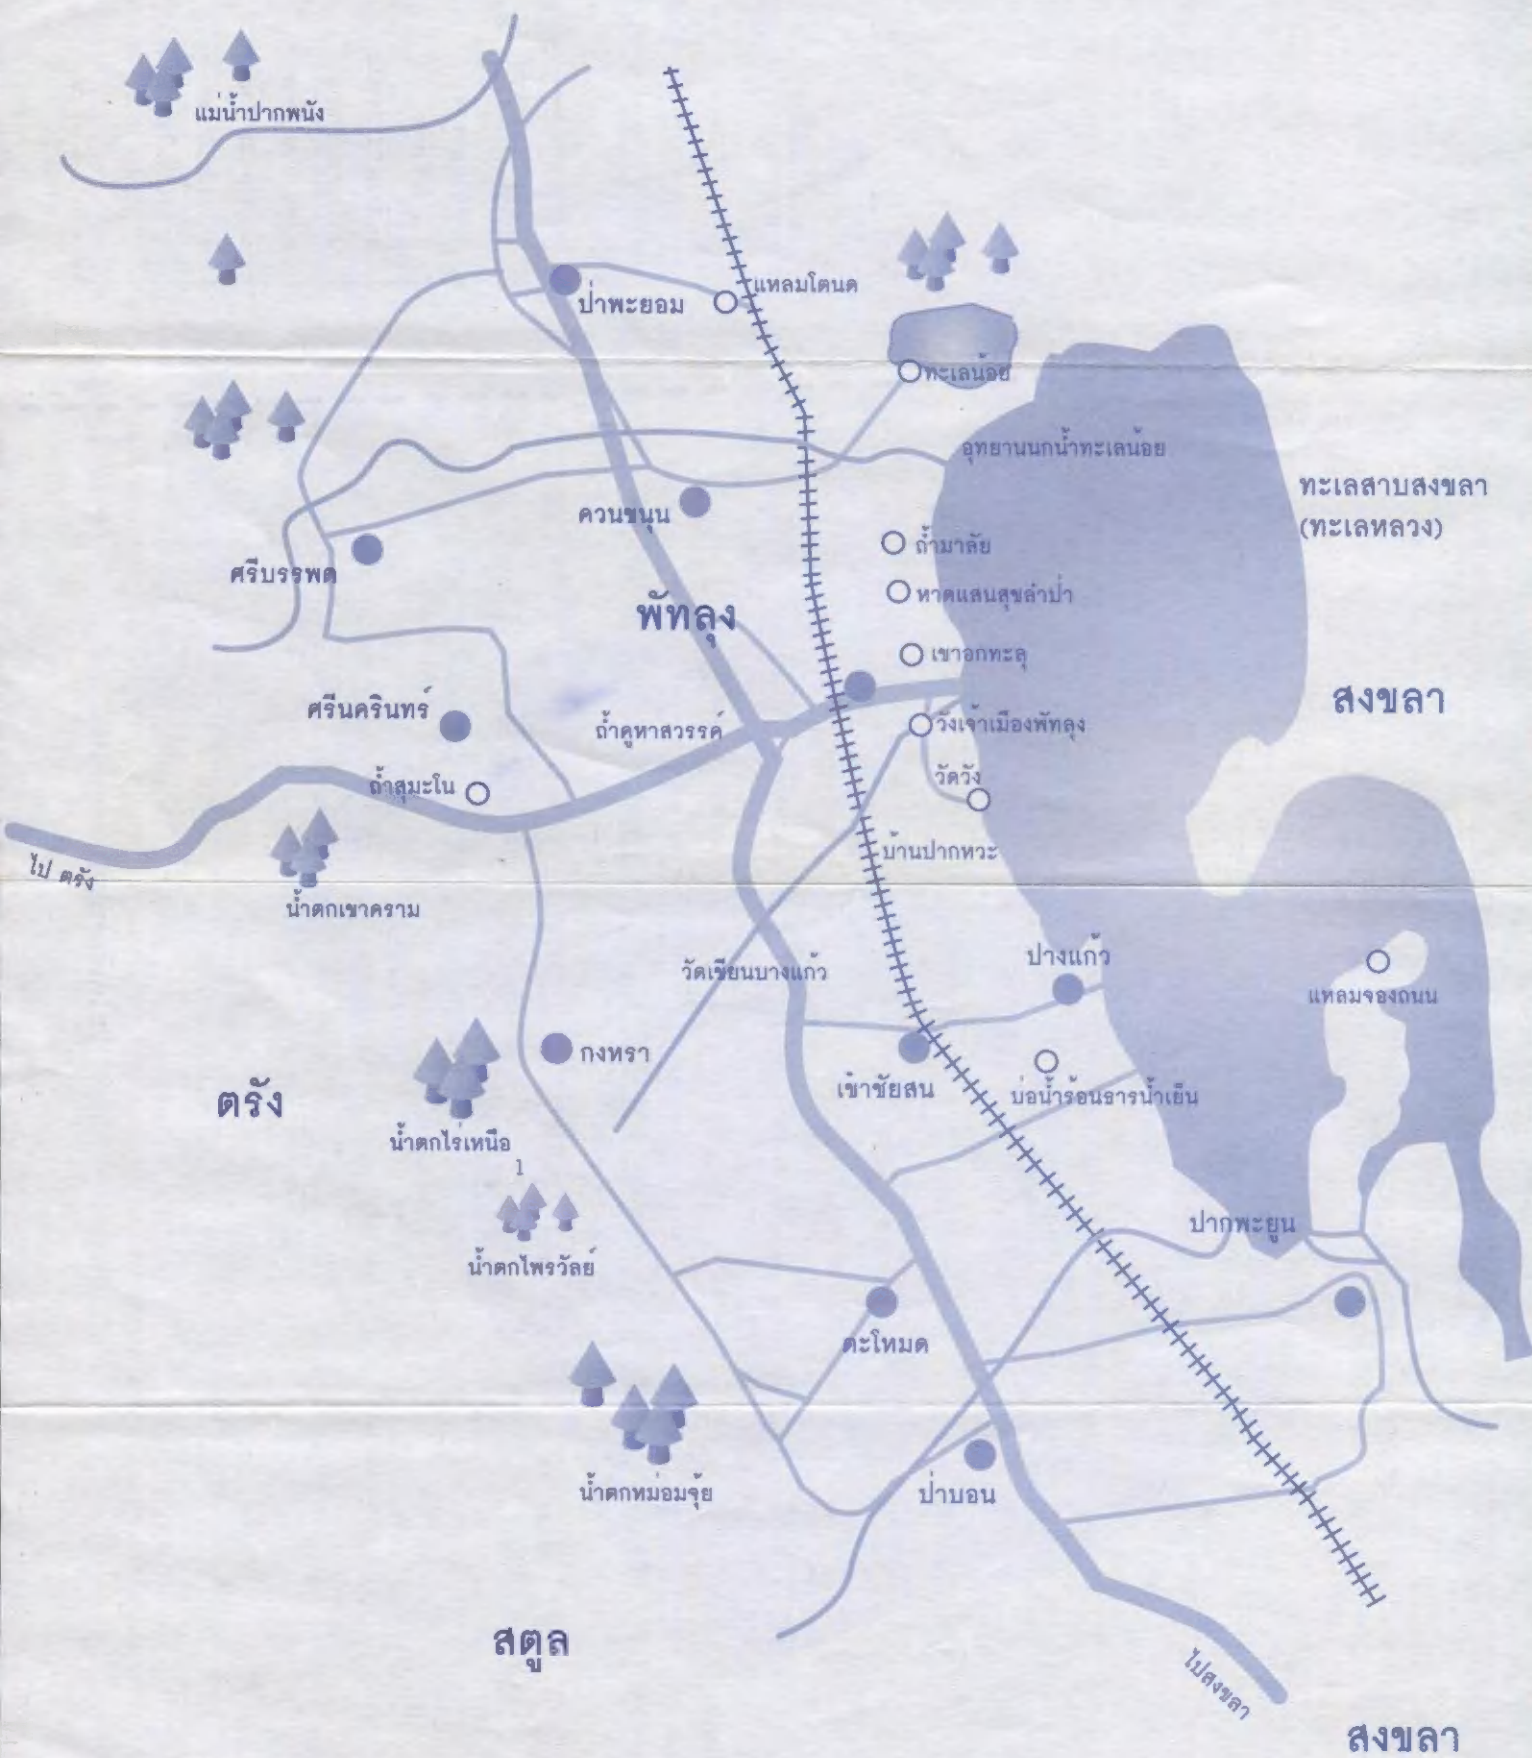 แม่น้ำปากพนัง
แหลมโตนด
ป่าพะยอม
ทะเลน้อย
อุทยานนกน้ำทะเลน้อย
ทะเลสาบสงขลา
(ทะเลหลวง)
ควนขนุน
ถ้ำมาลัย
ศรีบรรพต
หาดแสนสุขลำปำ
พัทลุง
เขาอกทะลุ
สงขลา
ศรีนครินทร์
ถ้ำคูหาสวรรค์
วังเจ้าเมืองพัทลุง
วัดวัง
ถ้ำสุมะโน
บ้านปากหวะ
ไป ตรัง
น้ำตกเขาคราม
ปางแก้ว
วัดเขียนบางแก้ว
แหลมจองถนน
กงหรา
เข้าชัยสน
บ่อน้ำร้อนธารน้ำเย็น
ตรัง
น้ำตกไร่เหนือ
1
ปากพะยูน
น้ำตกไพรวัลย์
ตะโหมด
น้ำตกหม่อมจุ้ย
ป่าบอน
สตูล
ไปสงขลา
สงขลา